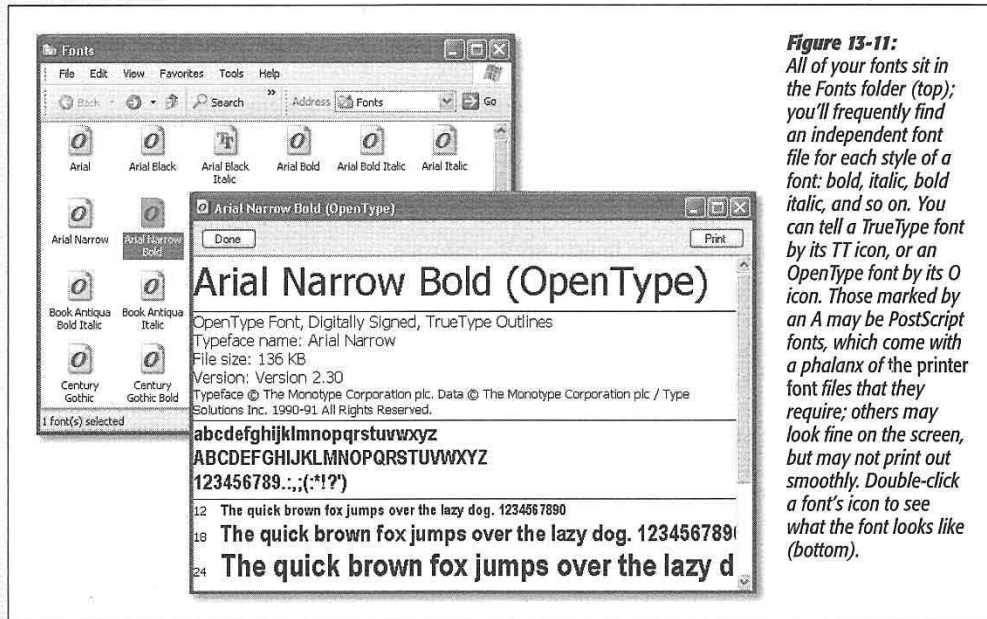 Fonts
File Edit View Favorites Tools Help
Back Search » Address Fonts Go
Arial Arial Black Arial Black Italic Arial Bold Arial Bold Italic Arial Italic
Arial Narrow Arial Narrow Bold
Book Antiqua Bold Italic Book Antiqua Italic
Century Gothic Century Gothic Bold
1 font(s) selected
Arial Narrow Bold (OpenType)
Done Print
Arial Narrow Bold (OpenType)
OpenType Font, Digitally Signed, TrueType Outlines
Typeface name: Arial Narrow
File size: 136 KB
Version: Version 2.30
Typeface © The Monotype Corporation plc. Data © The Monotype Corporation plc / Type
Solutions Inc. 1990-91 All Rights Reserved.
abcdefghijklmnopqrstuvwxyz
ABCDEFGHIJKLMNOPQRSTUVWXYZ
123456789.:,;(:*!?')
12 The quick brown fox jumps over the lazy dog. 1234567890
18 The quick brown fox jumps over the lazy dog. 123456789(
24 The quick brown fox jumps over the lazy d
Figure 13-11:
All of your fonts sit in
the Fonts folder (top);
you'll frequently find
an independent font
file for each style of a
font: bold, italic, bold
italic, and so on. You
can tell a TrueType font
by its TT icon, or an
OpenType font by its O
icon. Those marked by
an A may be PostScript
fonts, which come with
a phalanx of the printer
font files that they
require; others may
look fine on the screen,
but may not print out
smoothly. Double-click
a font's icon to see
what the font looks like
(bottom).